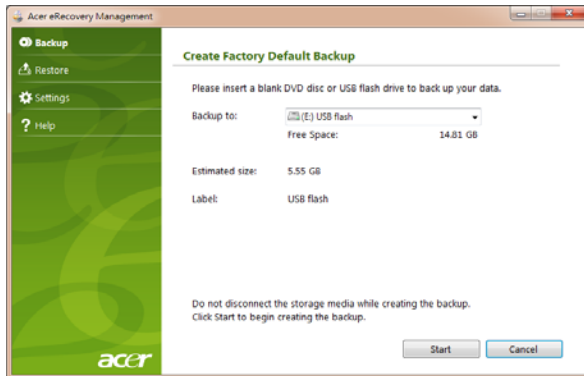 Acer eRecovery Management
Backup
Restore
Settings
Help
Create Factory Default Backup
Please insert a blank DVD disc or USB flash drive to back up your data.
Backup to: (E:) USB flash
Free Space: 14.81 GB
Estimated size: 5.55 GB
Label: USB flash
Do not disconnect the storage media while creating the backup.
Click Start to begin creating the backup.
Start Cancel
acer